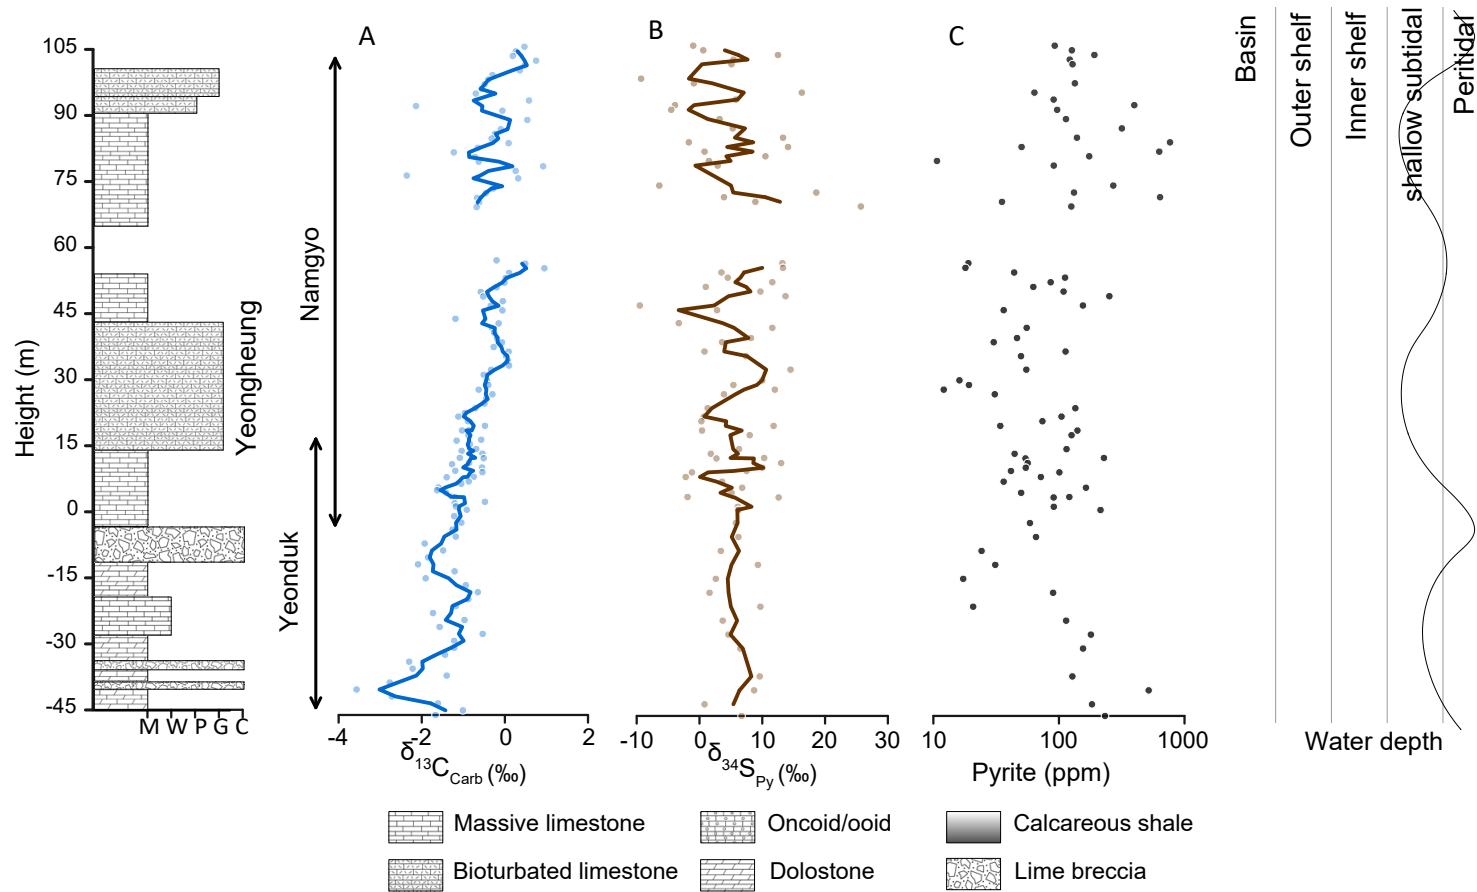 A
B
C
Basin
Outer shelf
Inner shelf
shallow subtidal
Peritidal
105
90
75
60
45
30
15
0
-15
-30
-45
Height (m)
Yeongheung
Namgyo
Yeonduk
M W P G C
-4 -2 0 2
δ13CCarb (‰)
-10 0 10 20 30
δ34SPy (‰)
10 100 1000
Pyrite (ppm)
Water depth
Massive limestone
Oncoid/ooid
Calcareous shale
Bioturbated limestone
Dolostone
Lime breccia